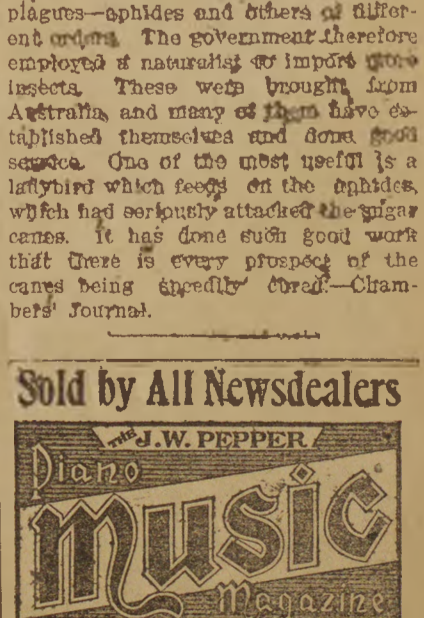 plagues—aphides and others of differ-
ent orders. The government therefore
employed a naturalist to import more
insects. These were brought from
Australia, and many of them have es-
tablished themselves and done good
service. One of the most useful is a
ladybird which feeds on the aphides,
which had seriously attacked the sugar
canes. It has done such good work
that there is every prospect of the
canes being speedily cured.—Cham-
bers' Journal.
Sold by All Newsdealers
THE J.W. PEPPER
Piano
Music
Magazine